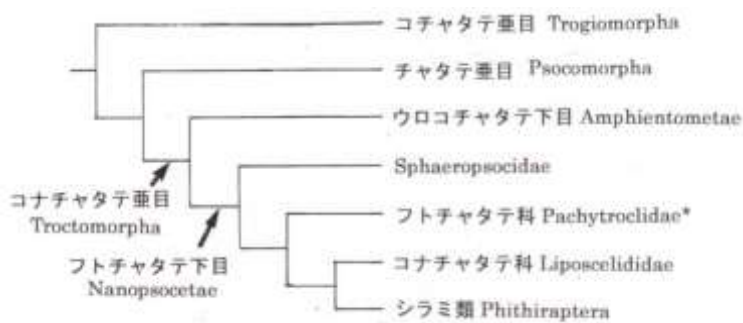 コチャタテ亜目 Trogiomorpha
チャタテ亜目 Psocomorpha
ウロコチャタテ下目 Amphientometae
Sphaeropsocidae
コナチャタテ亜目
Troctomorpha
フトチャタテ科 Pachytroclidae*
フトチャタテ下目
Nanopsocetae
コナチャタテ科 Liposcelididae
シラミ類 Phithiraptera